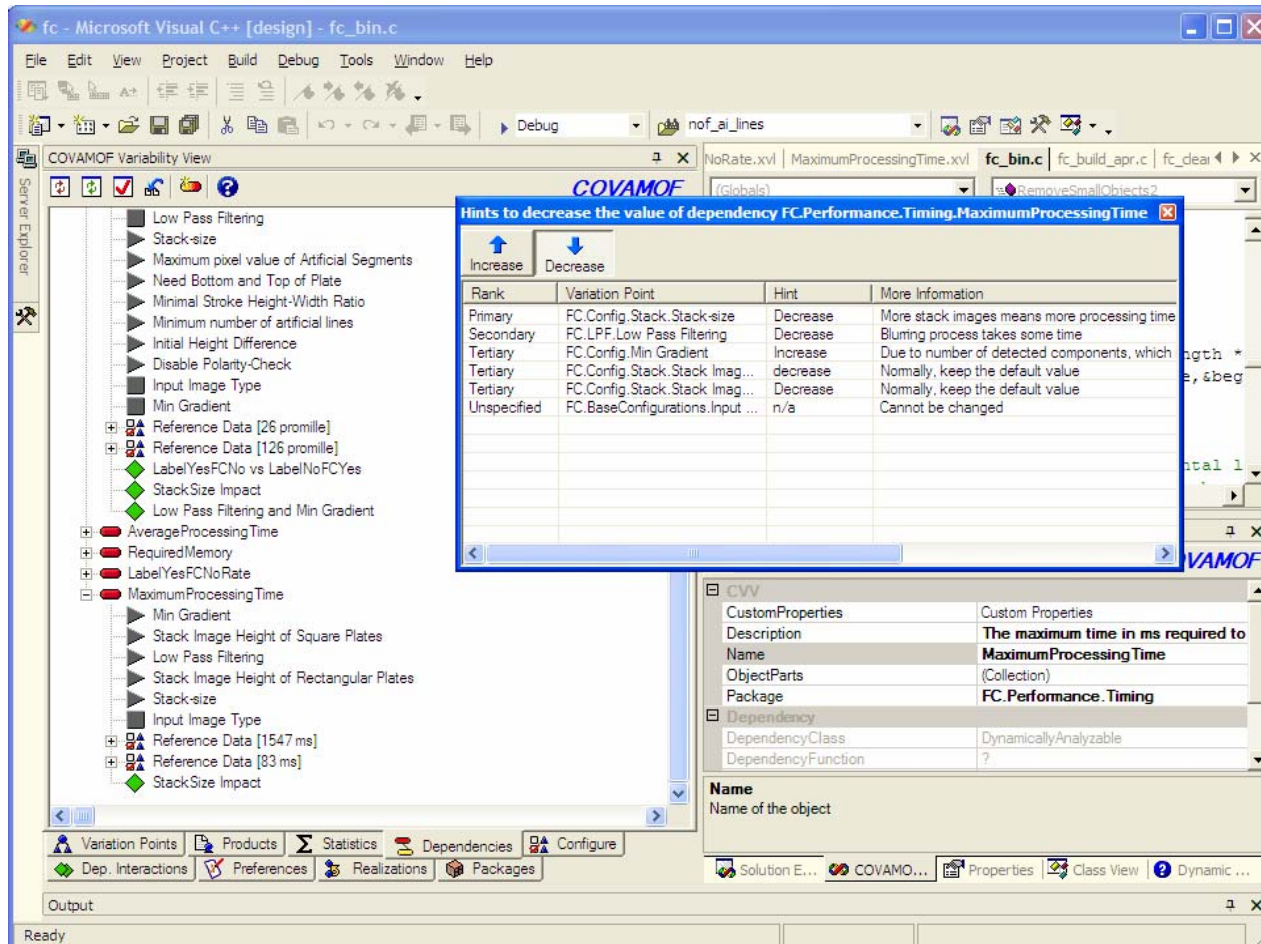 fc - Microsoft Visual C++ [design] - fc_bin.c
File Edit View Project Build Debug Tools Window Help
Debug nof_ai_lines
COVAMOF Variability View
NoRate.xvl | MaximumProcessingTime.xvl fc_bin.c | fc_build_apr.c | fc_clear
COVAMOF
(Globals) RemoveSmallObjects2
Server Explorer
Low Pass Filtering
Stack-size
Maximum pixel value of Artificial Segments
Need Bottom and Top of Plate
Minimal Stroke Height-Width Ratio
Minimum number of artificial lines
Initial Height Difference
Disable Polarity-Check
Input Image Type
Min Gradient
Reference Data [26 promille]
Reference Data [126 promille]
LabelYesFCNo vs LabelNoFCYes
StackSize Impact
Low Pass Filtering and Min Gradient
AverageProcessingTime
RequiredMemory
LabelYesFCNoRate
MaximumProcessingTime
Min Gradient
Stack Image Height of Square Plates
Low Pass Filtering
Stack Image Height of Rectangular Plates
Stack-size
Input Image Type
Reference Data [1547 ms]
Reference Data [83 ms]
StackSize Impact
Hints to decrease the value of dependency FC.Performance.Timing.MaximumProcessingTime
Increase Decrease
Rank Variation Point Hint More Information
Primary FC.Config.Stack.Stack-size Decrease More stack images means more processing time
Secondary FC.LPF.Low Pass Filtering Decrease Blurring process takes some time
Tertiary FC.Config.Min Gradient Increase Due to number of detected components, which
Tertiary FC.Config.Stack.Stack Imag... decrease Normally, keep the default value
Tertiary FC.Config.Stack.Stack Imag... Decrease Normally, keep the default value
Unspecified FC.BaseConfigurations.Input ... n/a Cannot be changed
ngth *
e,&beg
ntal l
VAMOF
CVV
CustomProperties Custom Properties
Description The maximum time in ms required to
Name MaximumProcessingTime
ObjectParts (Collection)
Package FC.Performance.Timing
Dependency
DependencyClass DynamicallyAnalyzable
DependencyFunction ?
Name
Name of the object
Variation Points Products Statistics Dependencies Configure
Dep. Interactions Preferences Realizations Packages
Solution E... COVAMO... Properties Class View Dynamic ...
Output
Ready